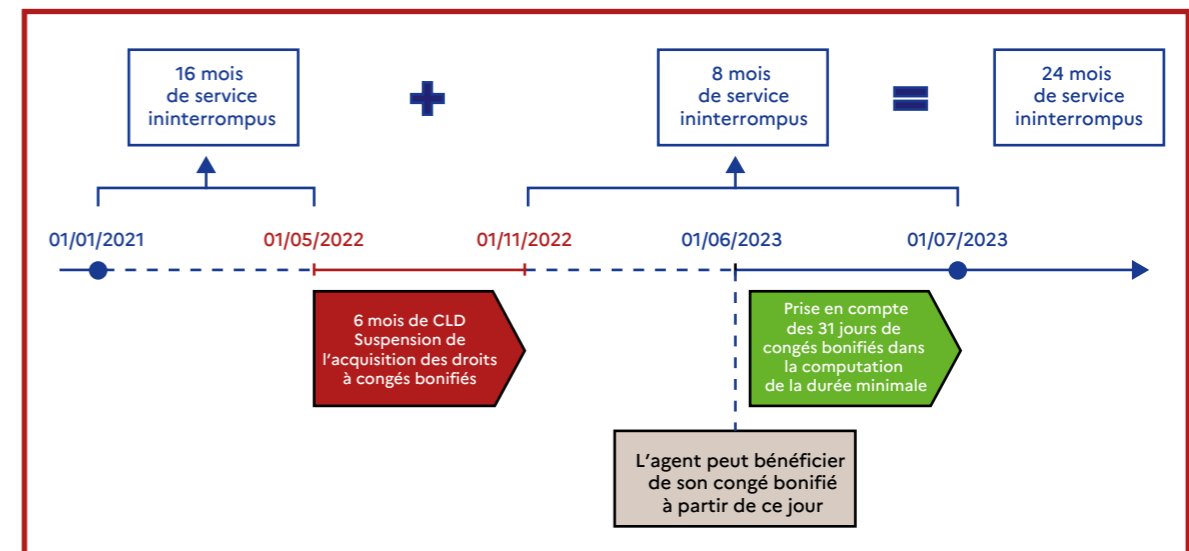 16 mois
de service
ininterrompus
+
8 mois
de service
ininterrompus
=
24 mois
de service
ininterrompus
01/01/2021
01/05/2022
01/11/2022
01/06/2023
01/07/2023
6 mois de CLD
Suspension de
l’acquisition des droits
à congés bonifiés
Prise en compte
des 31 jours de
congés bonifiés dans
la computation
de la durée minimale
L’agent peut bénéficier
de son congé bonifié
à partir de ce jour